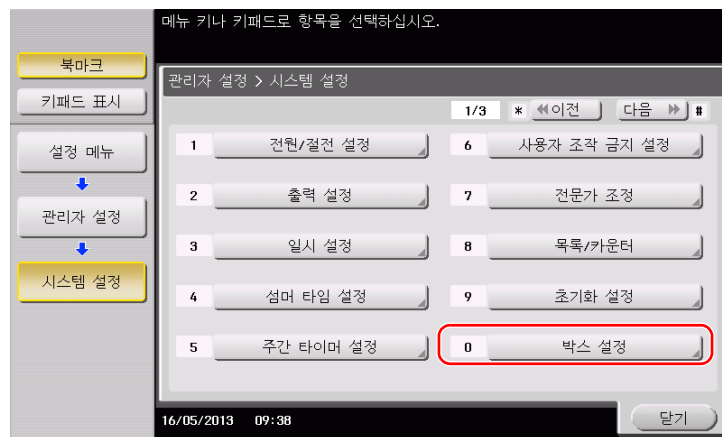 메뉴 키나 키패드로 항목을 선택하십시오.
북마크
키패드 표시
설정 메뉴
관리자 설정
시스템 설정
관리자 설정 > 시스템 설정
1/3 * 이전 다음 #
1 전원/절전 설정
2 출력 설정
3 일시 설정
4 섬머 타임 설정
5 주간 타이머 설정
6 사용자 조작 금지 설정
7 전문가 조정
8 목록/카운터
9 초기화 설정
0 박스 설정
16/05/2013 09:38
닫기